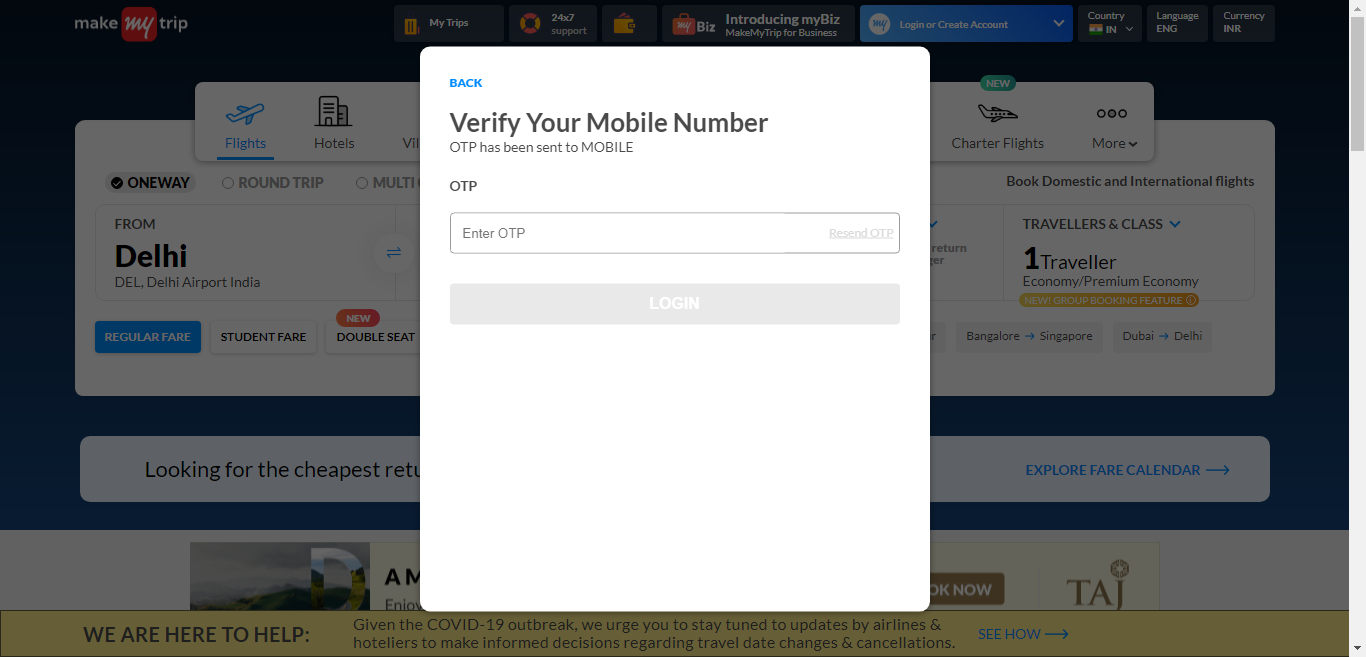 make my trip
My Trips
24x7
support
my Biz
Introducing myBiz
MakeMyTrip for Business
my
Login or Create Account
Country
IN
Language
ENG
Currency
INR
BACK
Verify Your Mobile Number
OTP has been sent to MOBILE
OTP
Enter OTP
Resend OTP
LOGIN
NEW
Flights
Hotels
Charter Flights
More
ONEWAY
ROUND TRIP
MULTI
Book Domestic and International flights
FROM
Delhi
DEL, Delhi Airport India
return
TRAVELLERS & CLASS
1 Traveller
Economy/Premium Economy
NEW! GROUP BOOKING FEATURE
REGULAR FARE
STUDENT FARE
NEW
DOUBLE SEAT
Bangalore → Singapore
Dubai → Delhi
Looking for the cheapest
EXPLORE FARE CALENDAR
D
AM
Enjoy
BOOK NOW
TAJ
WE ARE HERE TO HELP:
Given the COVID-19 outbreak, we urge you to stay tuned to updates by airlines &
hoteliers to make informed decisions regarding travel date changes & cancellations.
SEE HOW